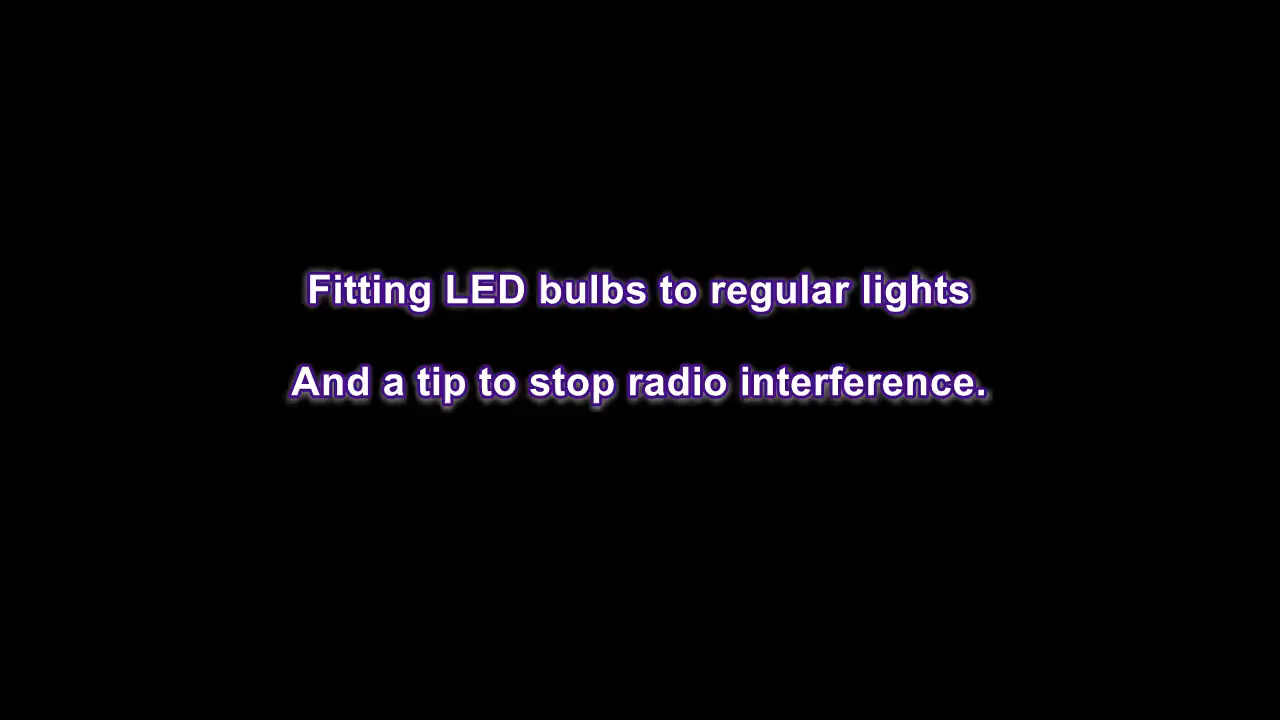 Fitting LED bulbs to regular lights
And a tip to stop radio interference.